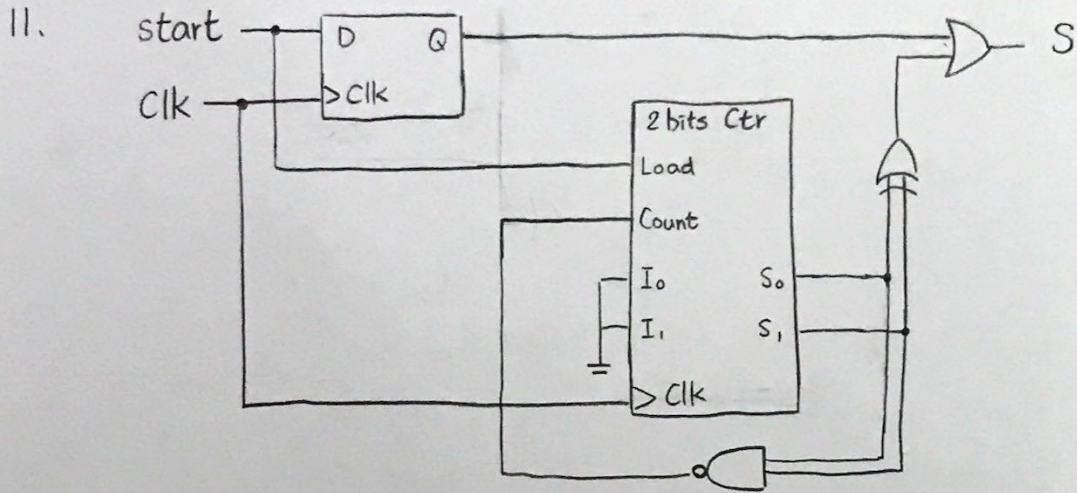 11.
start
D Q
S
Clk
Clk
2 bits Ctr
Load
Count
I₀ S₀
I₁ S₁
Clk